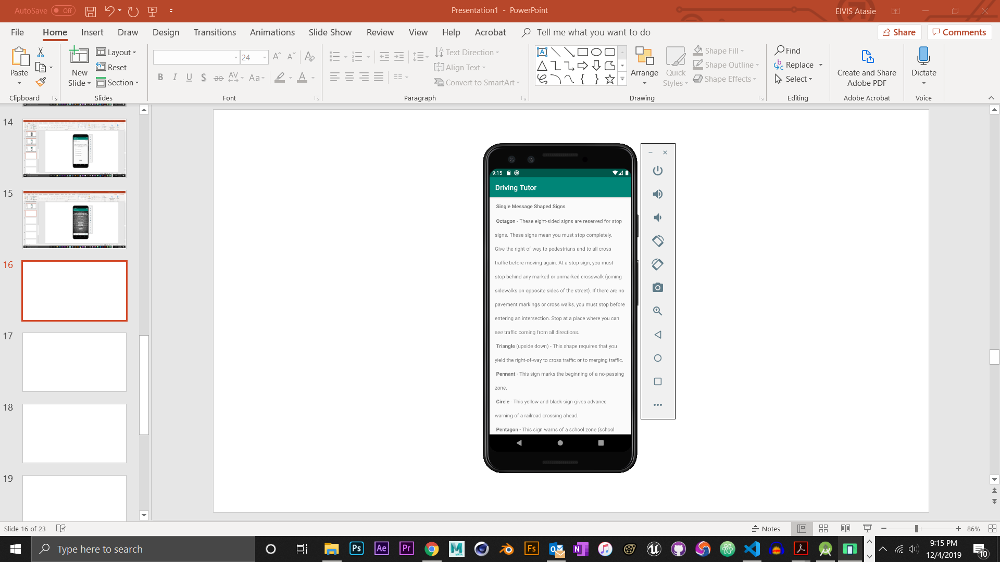 AutoSave Off
Presentation1 - PowerPoint
EIVIS Atasie
File Home Insert Draw Design Transitions Animations Slide Show Review View Help Acrobat Tell me what you want to do
Share Comments
Paste
New Slide
Layout
Reset
Section
24
B I U S ab AV Aa A
Text Direction
Align Text
Convert to SmartArt
Arrange
Quick Styles
Shape Fill
Shape Outline
Shape Effects
Find
Replace
Select
Create and Share Adobe PDF
Dictate
Clipboard Slides Font Paragraph Drawing Editing Adobe Acrobat Voice
14
15
16
17
18
19
9:15
Driving Tutor
Single Message Shaped Signs
Octagon - These eight-sided signs are reserved for stop
signs. These signs mean you must stop completely.
Give the right-of-way to pedestrians and to all cross
traffic before moving again. At a stop sign, you must
stop behind any marked or unmarked crosswalk (joining
sidewalks on opposite sides of the street). If there are no
pavement markings or cross walks, you must stop before
entering an intersection. Stop at a place where you can
see traffic coming from all directions.
Triangle (upside down) - This shape requires that you
yield the right-of-way to cross traffic or to merging traffic.
Pennant - This sign marks the beginning of a no-passing
zone.
Circle - This yellow-and-black sign gives advance
warning of a railroad crossing ahead.
Pentagon - This sign warns of a school zone (school
Slide 16 of 23
Notes
86%
Type here to search
Ps Ae Pr MAYA Fs
9:15 PM
12/4/2019
10